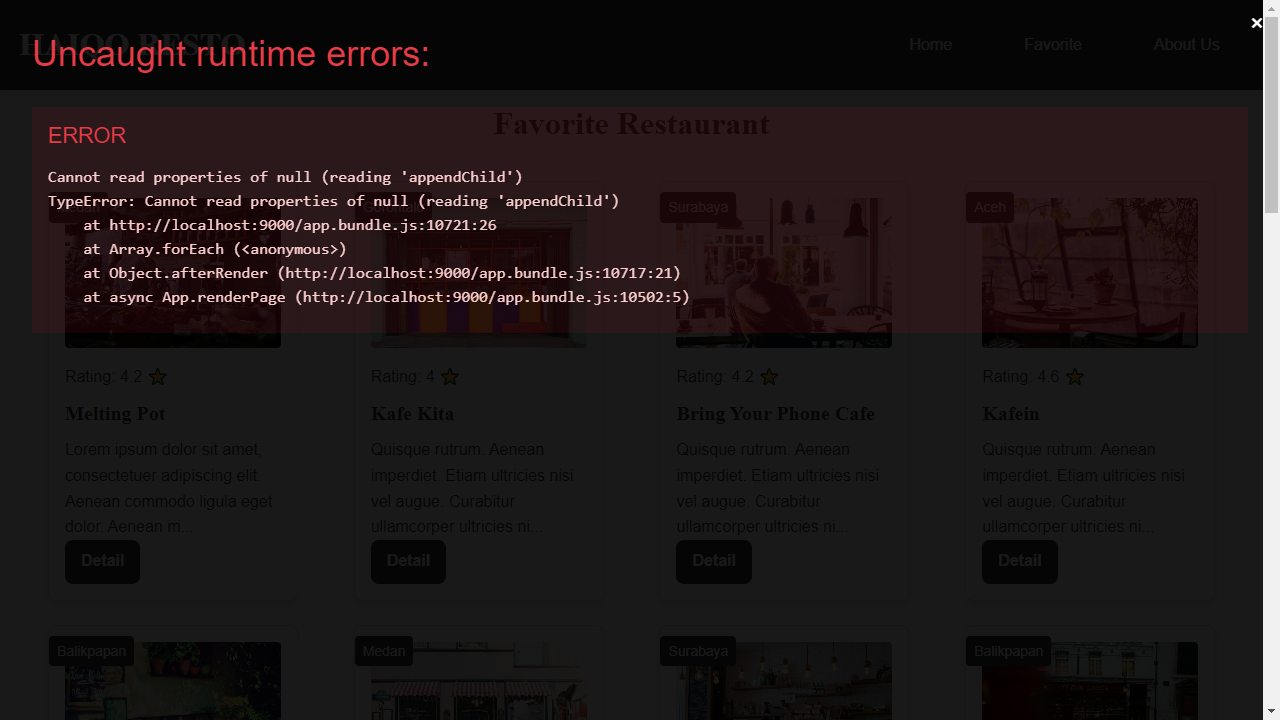 HAJOO RESTO
Home
Favorite
About Us
×
Uncaught runtime errors:
Favorite Restaurant
ERROR
Cannot read properties of null (reading 'appendChild')
TypeError: Cannot read properties of null (reading 'appendChild')
at http://localhost:9000/app.bundle.js:10721:26
at Array.forEach (<anonymous>)
at Object.afterRender (http://localhost:9000/app.bundle.js:10717:21)
at async App.renderPage (http://localhost:9000/app.bundle.js:10502:5)
Medan
Gorontalo
Surabaya
Aceh
Rating: 4.2
Melting Pot
Lorem ipsum dolor sit amet,
consectetuer adipiscing elit.
Aenean commodo ligula eget
dolor. Aenean m...
Detail
Rating: 4
Kafe Kita
Quisque rutrum. Aenean
imperdiet. Etiam ultricies nisi
vel augue. Curabitur
ullamcorper ultricies ni...
Detail
Rating: 4.2
Bring Your Phone Cafe
Quisque rutrum. Aenean
imperdiet. Etiam ultricies nisi
vel augue. Curabitur
ullamcorper ultricies ni...
Detail
Rating: 4.6
Kafein
Quisque rutrum. Aenean
imperdiet. Etiam ultricies nisi
vel augue. Curabitur
ullamcorper ultricies ni...
Detail
Balikpapan
Medan
Surabaya
Balikpapan